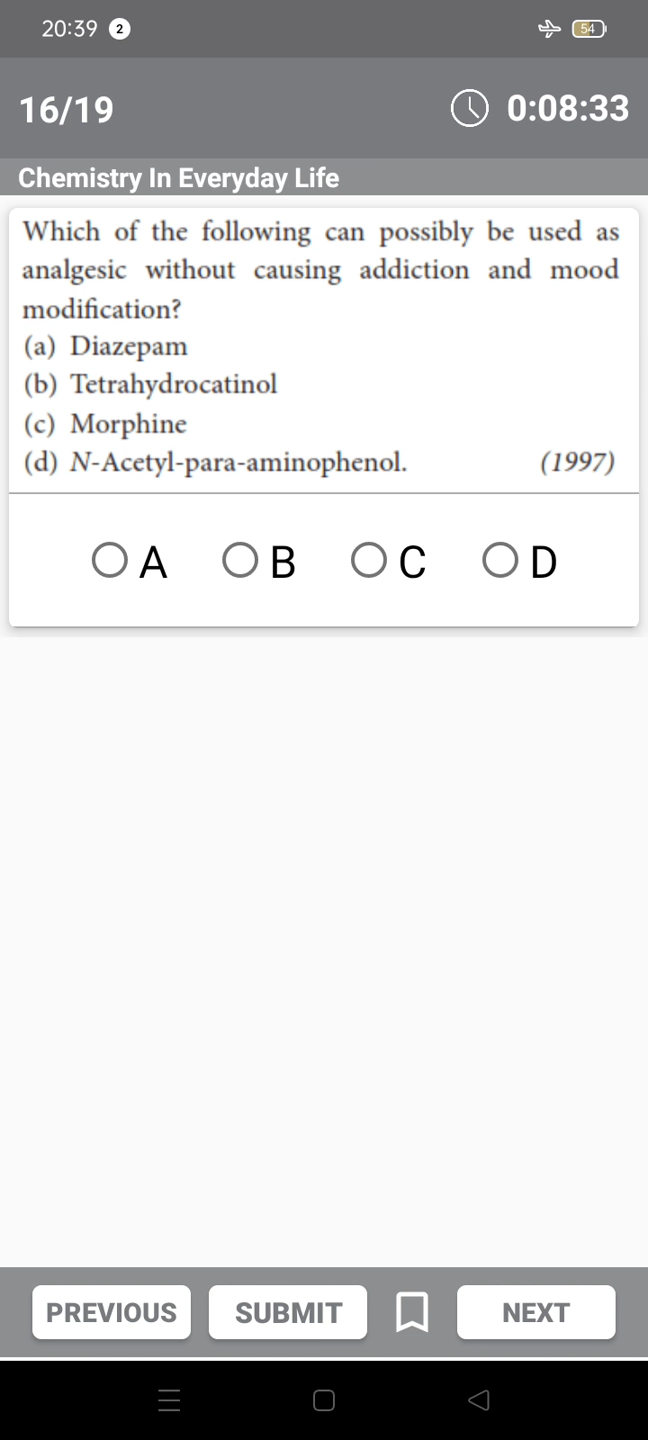 20:39 2 54
16/19 0:08:33
Chemistry In Everyday Life
Which of the following can possibly be used as
analgesic without causing addiction and mood
modification?
(a) Diazepam
(b) Tetrahydrocatinol
(c) Morphine
(d) N-Acetyl-para-aminophenol. (1997)
A B C D
PREVIOUS SUBMIT NEXT